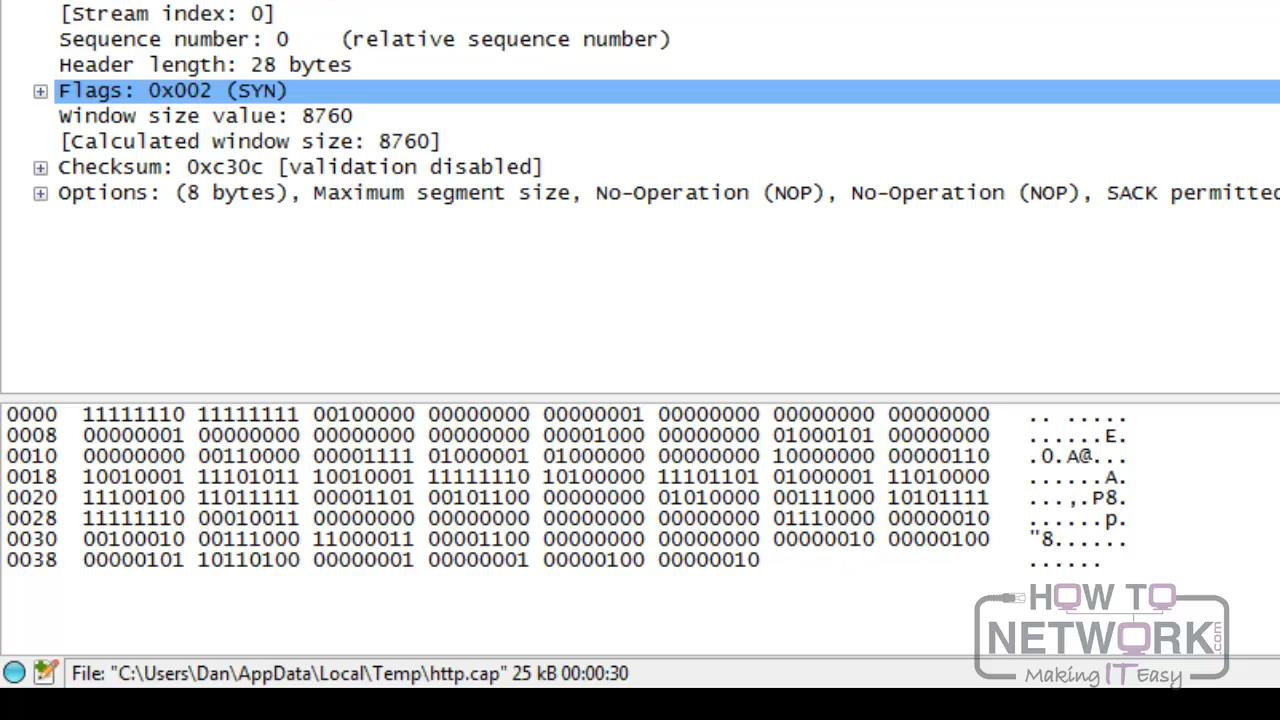 [Stream index: 0]
Sequence number: 0    (relative sequence number)
Header length: 28 bytes
Flags: 0x002 (SYN)
Window size value: 8760
[Calculated window size: 8760]
Checksum: 0xc30c [validation disabled]
Options: (8 bytes), Maximum segment size, No-Operation (NOP), No-Operation (NOP), SACK permitted
0000 11111110 11111111 00100000 00000000 00000001 00000000 00000000 00000000 .. .....
0008 00000001 00000000 00000000 00000000 00001000 00000000 01000101 00000000 ......E.
0010 00000000 00110000 00001111 01000001 01000000 00000000 10000000 00000110 .0.A@...
0018 10010001 11101011 10010001 11111110 10100000 11101101 01000001 11010000 ......A.
0020 11100100 11011111 00001101 00101100 00000000 01010000 00111000 10101111 ...,.P8.
0028 11111110 00010011 00000000 00000000 00000000 00000000 01110000 00000010 ......p.
0030 00100010 00111000 11000011 00001100 00000000 00000000 00000010 00000100 "8......
0038 00000101 10110100 00000001 00000001 00000100 00000010 ......
HOW TO
NETWORK.com
Making IT Easy
File: "C:\Users\Dan\AppData\Local\Temp\http.cap" 25 kB 00:00:30